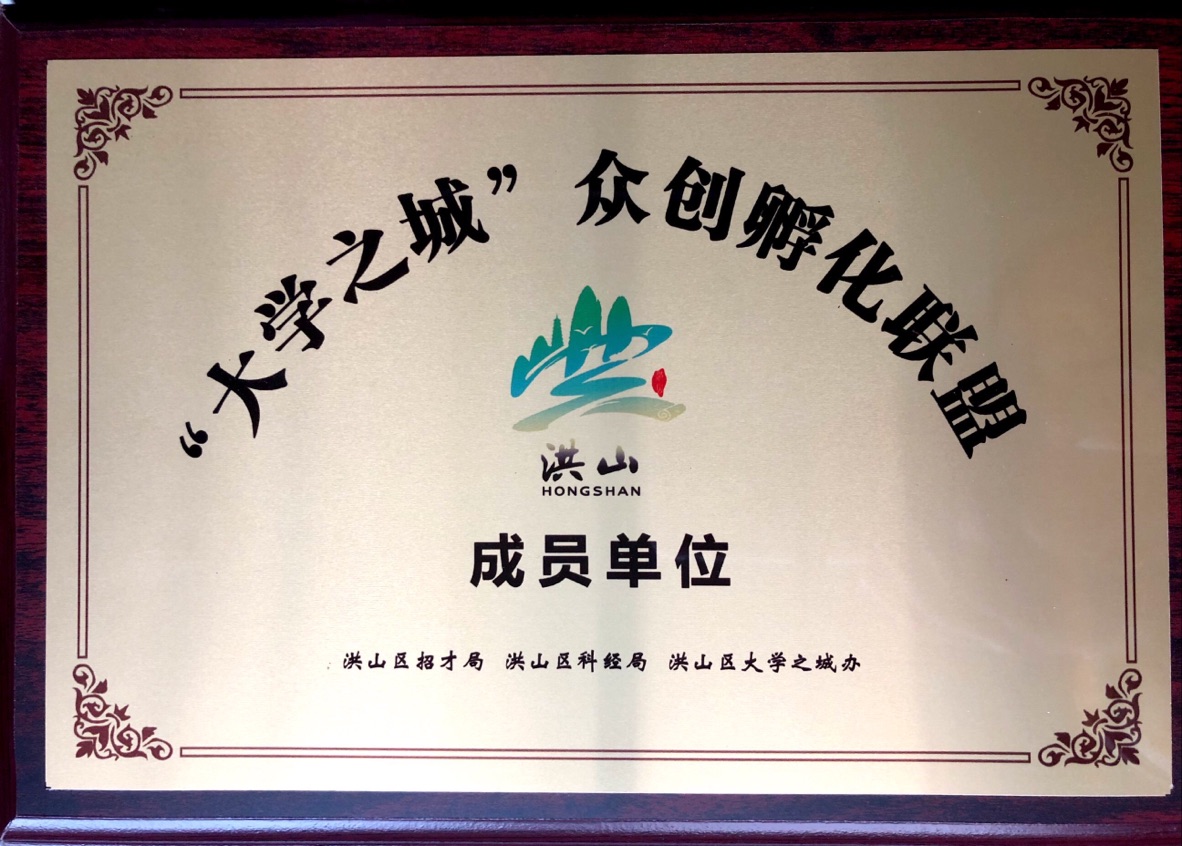 “大学之城”众创孵化联盟
洪山
HONGSHAN
成员单位
洪山区招才局 洪山区科经局 洪山区大学之城办